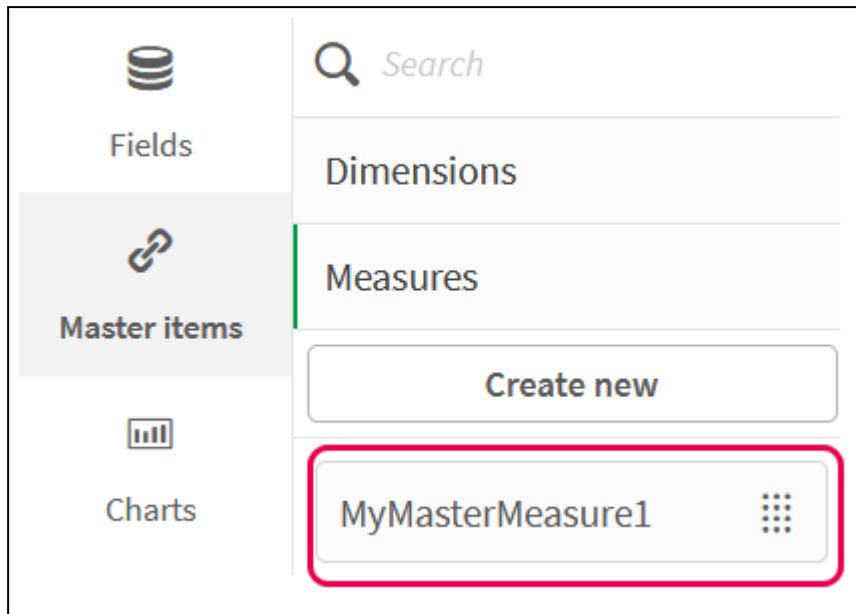 Search
Fields
Dimensions
Measures
Master items
Create new
Charts
MyMasterMeasure1